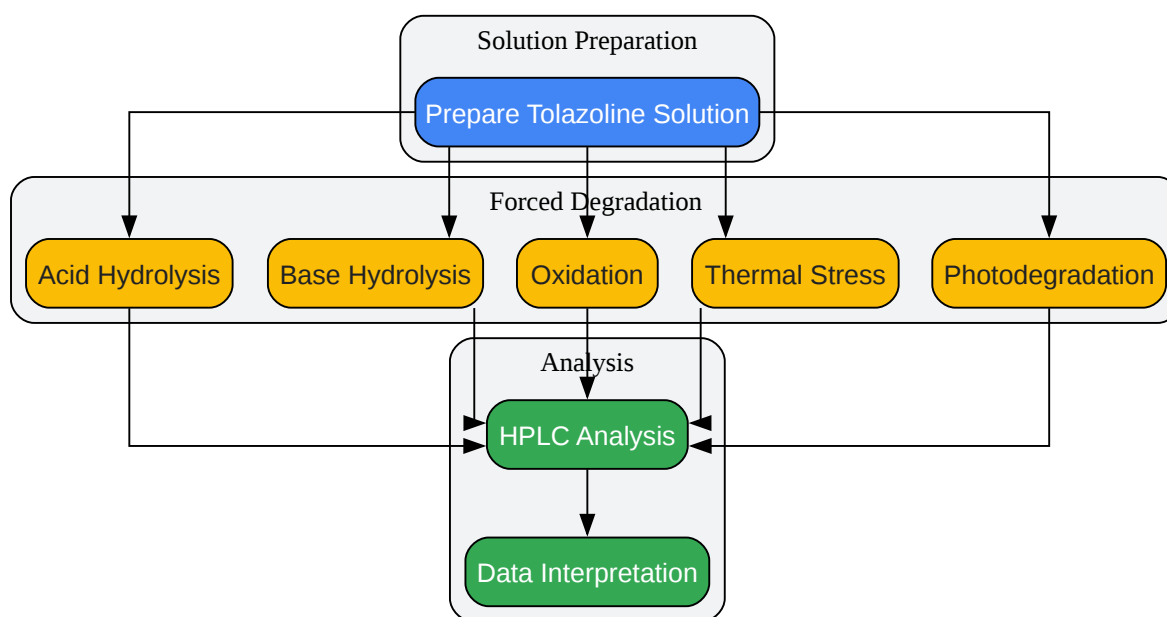 Solution Preparation
Prepare Tolazoline Solution
Forced Degradation
Acid Hydrolysis
Base Hydrolysis
Oxidation
Thermal Stress
Photodegradation
Analysis
HPLC Analysis
Data Interpretation